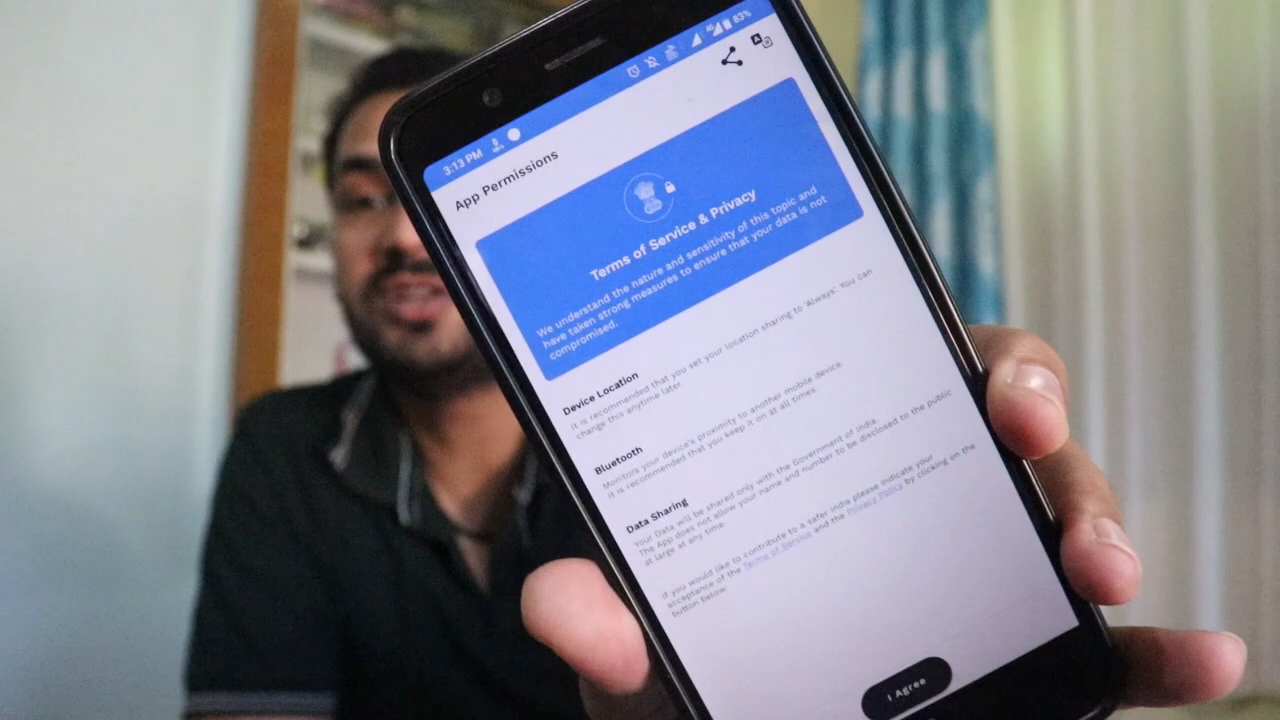 3:13 PM
83%
App Permissions
Terms of Service & Privacy
We understand the nature and sensitivity of this topic and
have taken strong measures to ensure that your data is not
compromised.
Device Location
It is recommended that you set your location sharing to 'Always'. You can
change this anytime later.
Bluetooth
Monitors your device's proximity to another mobile device.
It is recommended that you keep it on at all times.
Data Sharing
Your Data will be shared only with the Government of India.
The App does not allow your name and number to be disclosed to the public
at large at any time
If you would like to contribute to a safer India please indicate your
acceptance of the Terms of Service and the Privacy Policy by clicking on the
button below:
I Agree